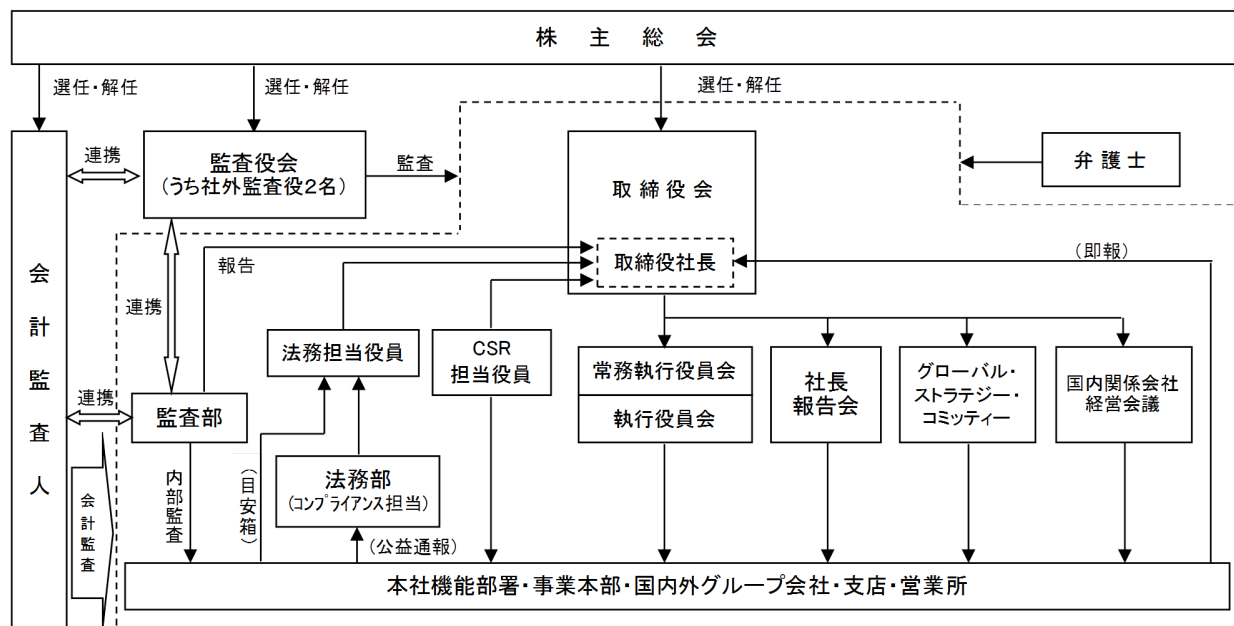 株主総会
選任・解任
選任・解任
選任・解任
連携
監査役会
(うち社外監査役2名)
監査
取締役会
弁護士
会計監査人
報告
取締役社長
(即報)
連携
法務担当役員
CSR
担当役員
常務執行役員会
執行役員会
社長
報告会
グローバル・
ストラテジー・
コミッティー
国内関係会社
経営会議
連携
監査部
会計監査
内部監査
(目安箱)
法務部
(コンプライアンス担当)
(公益通報)
本社機能部署・事業本部・国内外グループ会社・支店・営業所